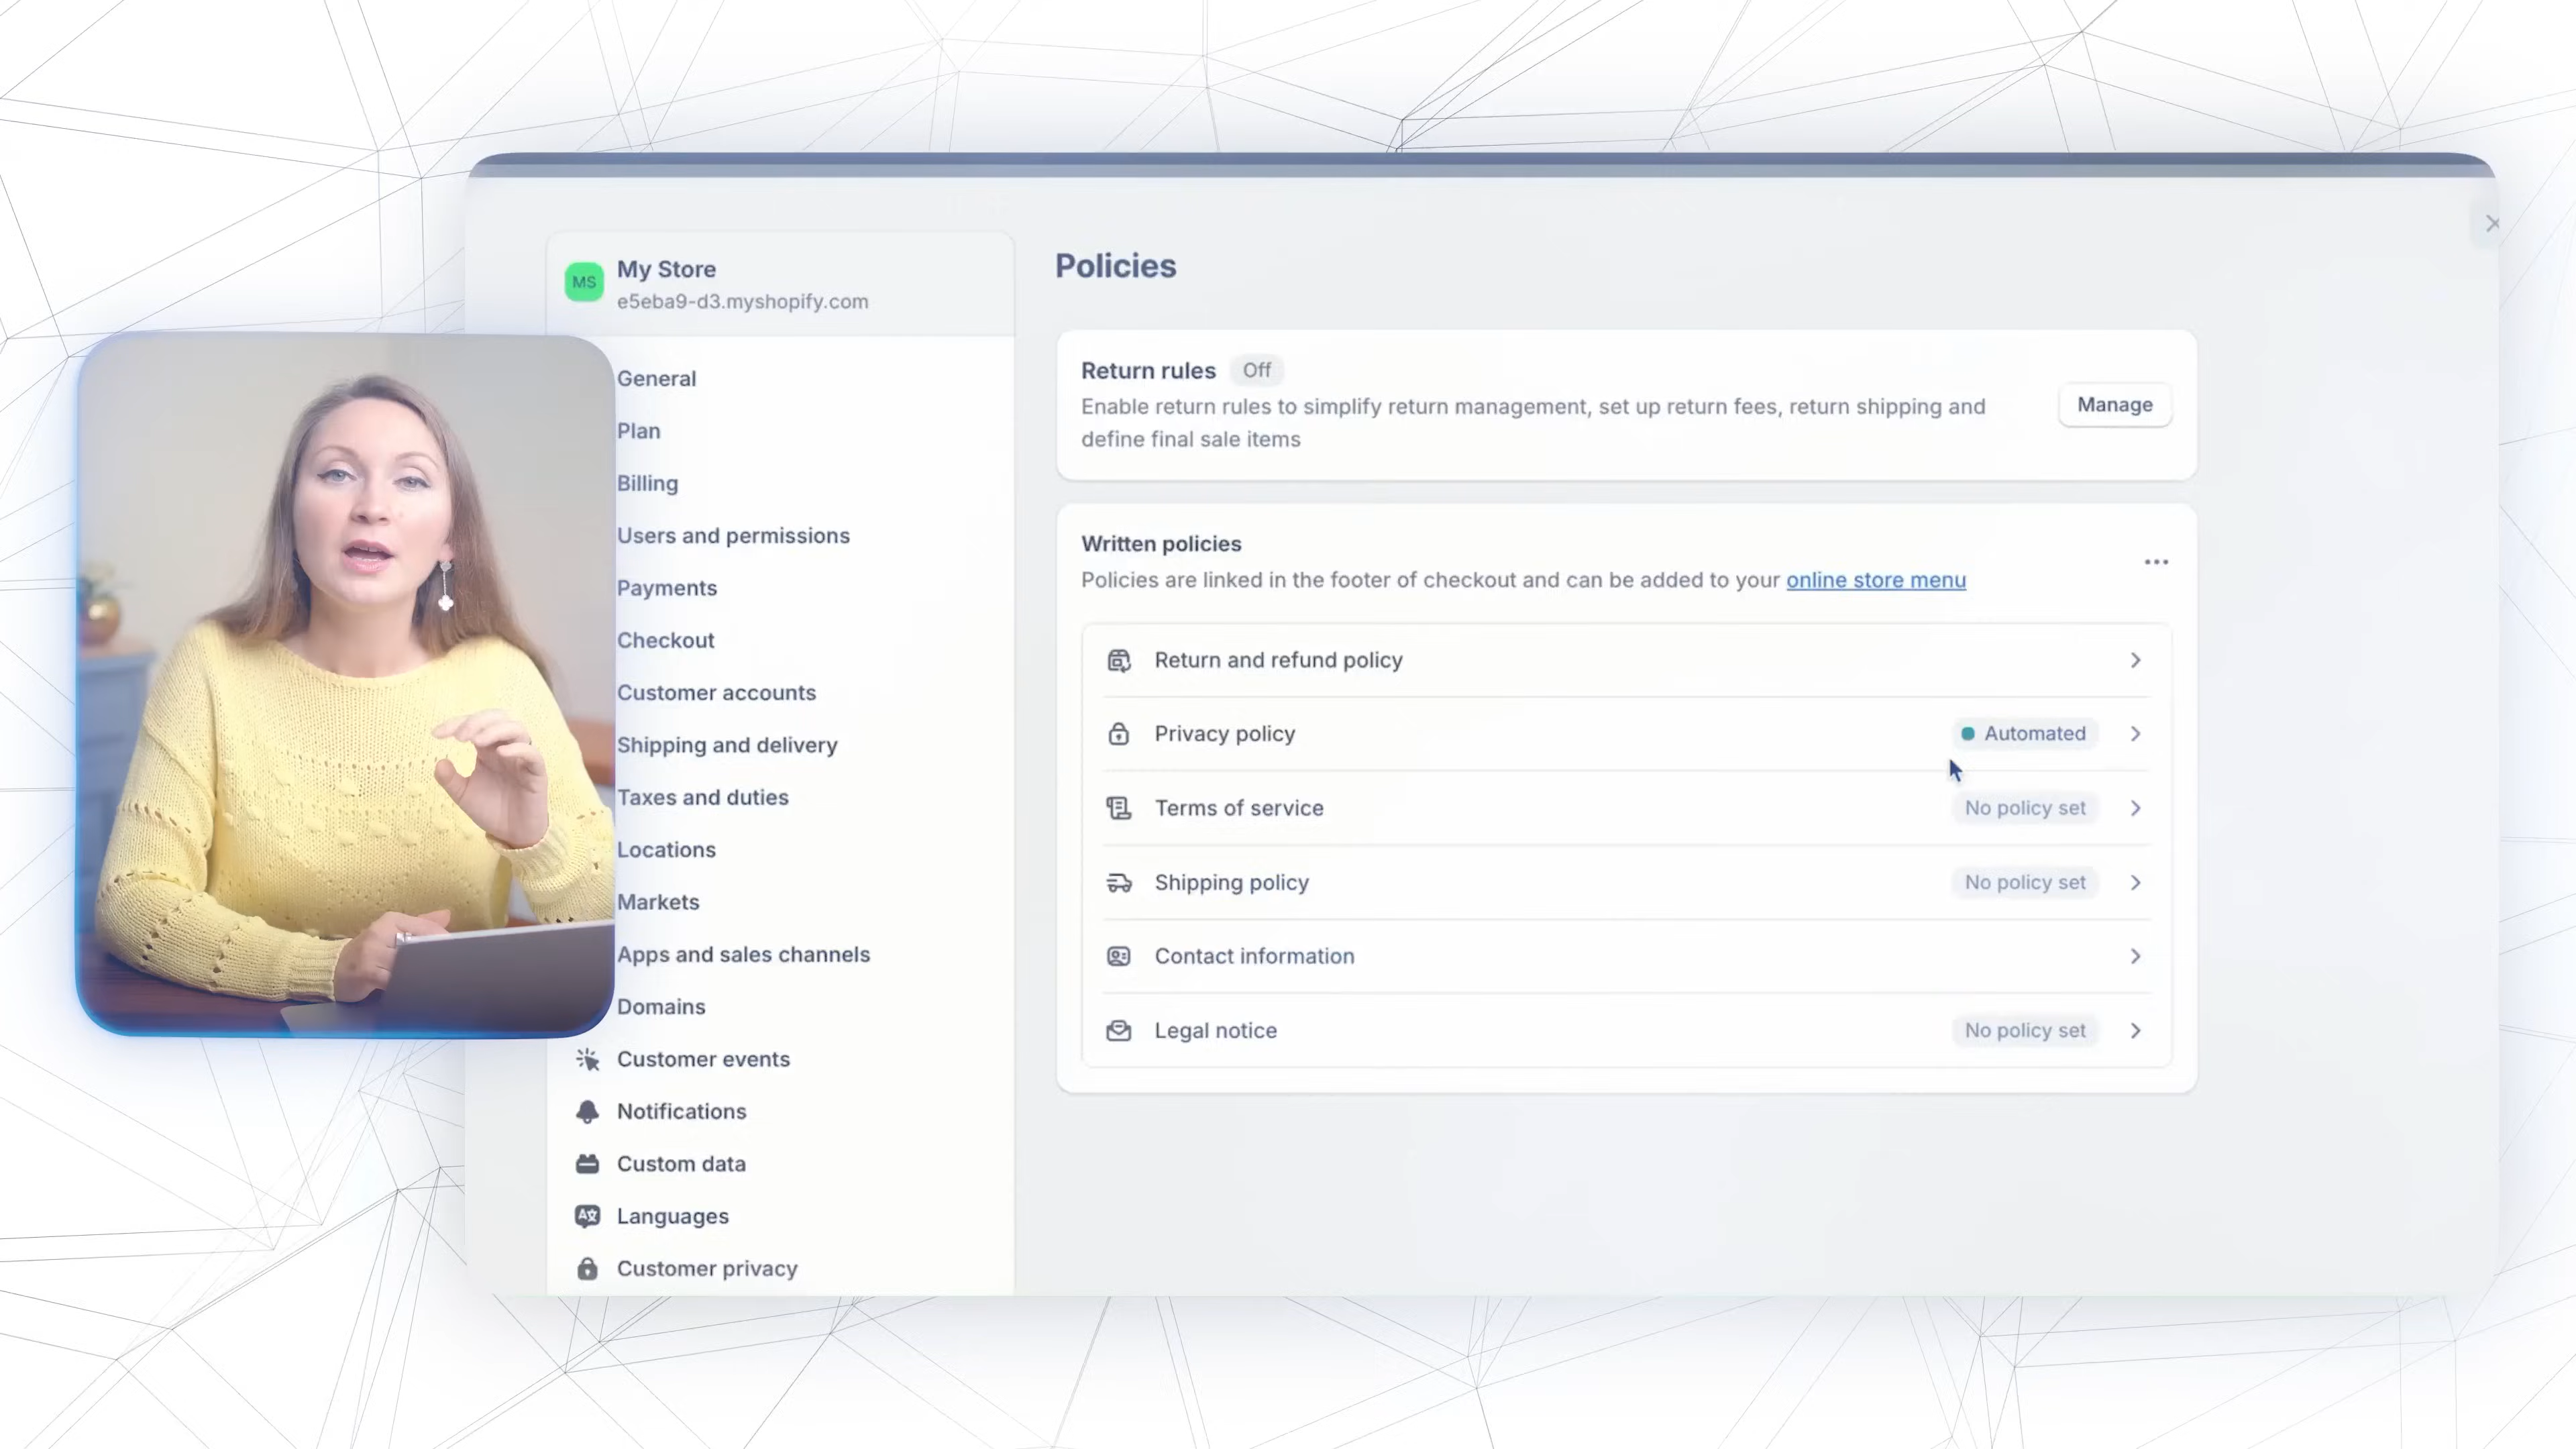 MS
My Store
e5eba9-d3.myshopify.com
General
Plan
Billing
Users and permissions
Payments
Checkout
Customer accounts
Shipping and delivery
Taxes and duties
Locations
Markets
Apps and sales channels
Domains
Customer events
Notifications
Custom data
Languages
Customer privacy
Policies
Return rules Off
Enable return rules to simplify return management, set up return fees, return shipping and
define final sale items
Manage
Written policies
Policies are linked in the footer of checkout and can be added to your online store menu
Return and refund policy
Privacy policy Automated
Terms of service No policy set
Shipping policy No policy set
Contact information
Legal notice No policy set